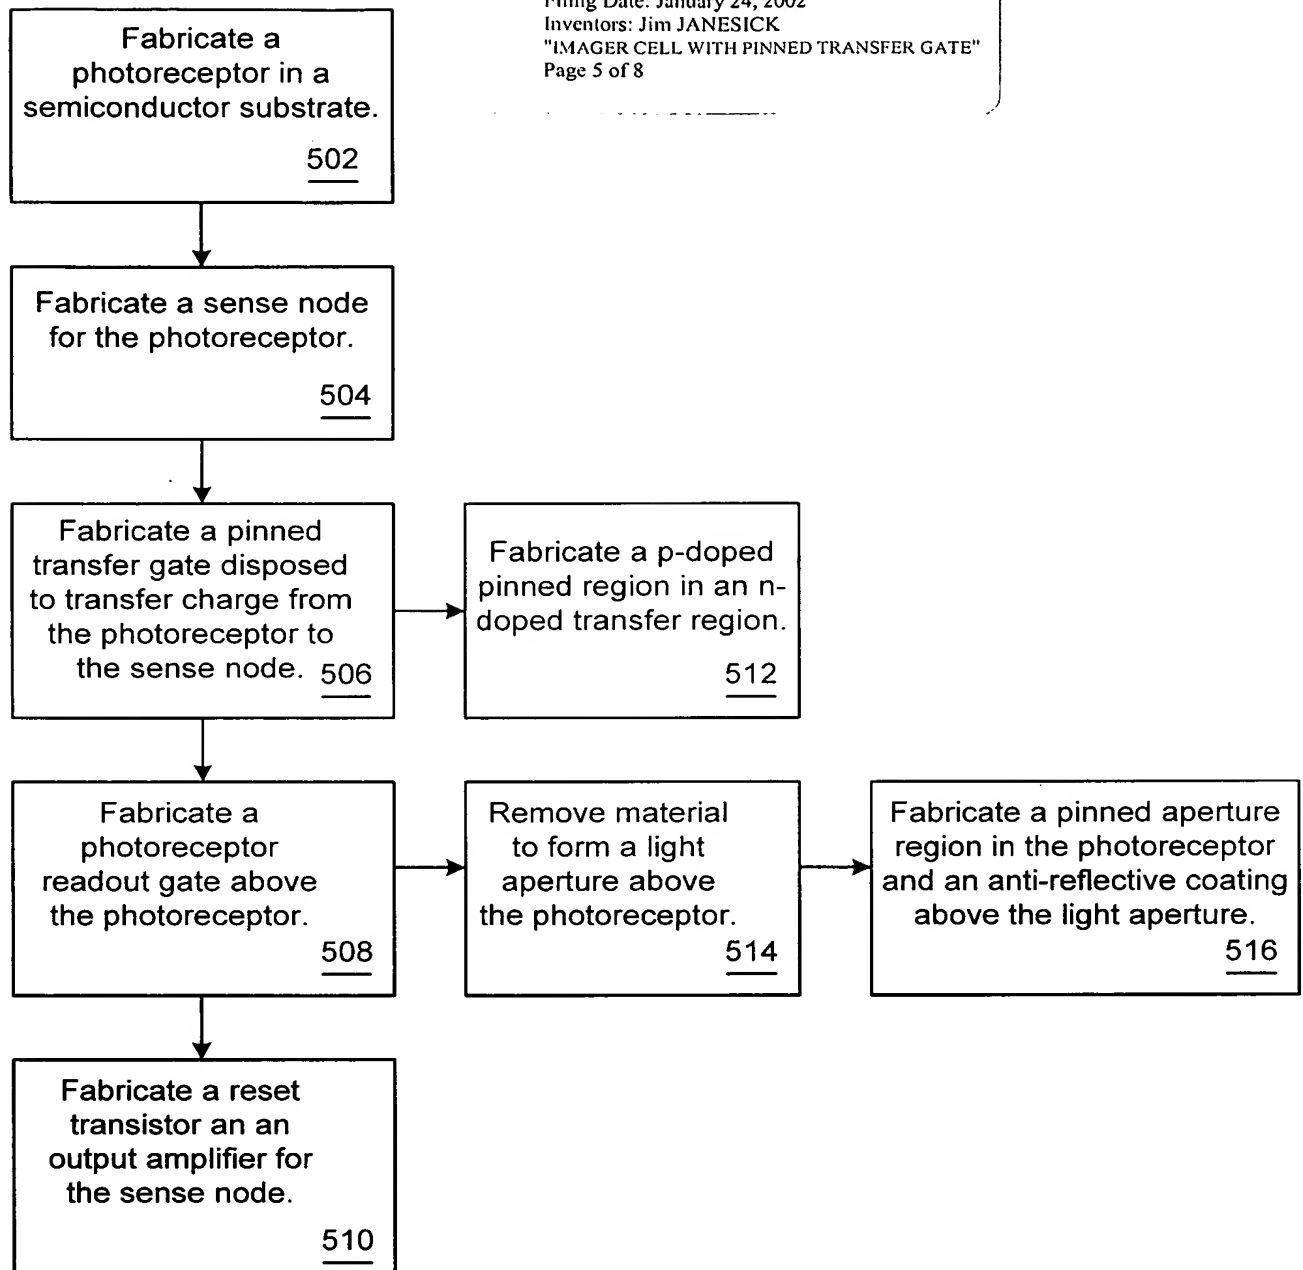 Filing Date: January 24, 2002
Inventors: Jim JANESICK
"IMAGER CELL WITH PINNED TRANSFER GATE"
Page 5 of 8
Fabricate a
photoreceptor in a
semiconductor substrate.
502
Fabricate a sense node
for the photoreceptor.
504
Fabricate a pinned
transfer gate disposed
to transfer charge from
the photoreceptor to
the sense node. 506
Fabricate a p-doped
pinned region in an n-
doped transfer region.
512
Fabricate a
photoreceptor
readout gate above
the photoreceptor.
508
Remove material
to form a light
aperture above
the photoreceptor.
514
Fabricate a pinned aperture
region in the photoreceptor
and an anti-reflective coating
above the light aperture.
516
Fabricate a reset
transistor an an
output amplifier for
the sense node.
510